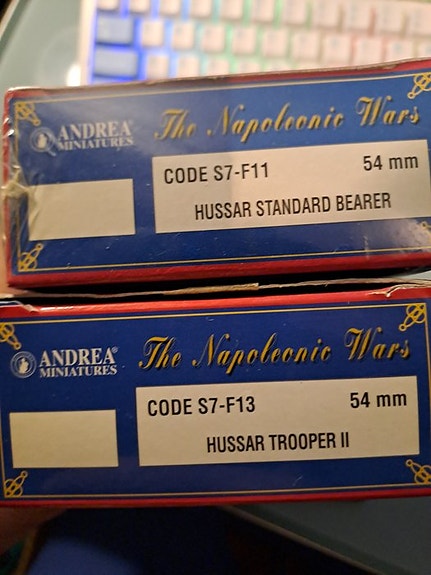 ANDREA®
MINIATURES
The Napoleonic Wars
CODE S7-F11 54 mm
HUSSAR STANDARD BEARER
ANDREA®
MINIATURES
The Napoleonic Wars
CODE S7-F13 54 mm
HUSSAR TROOPER II